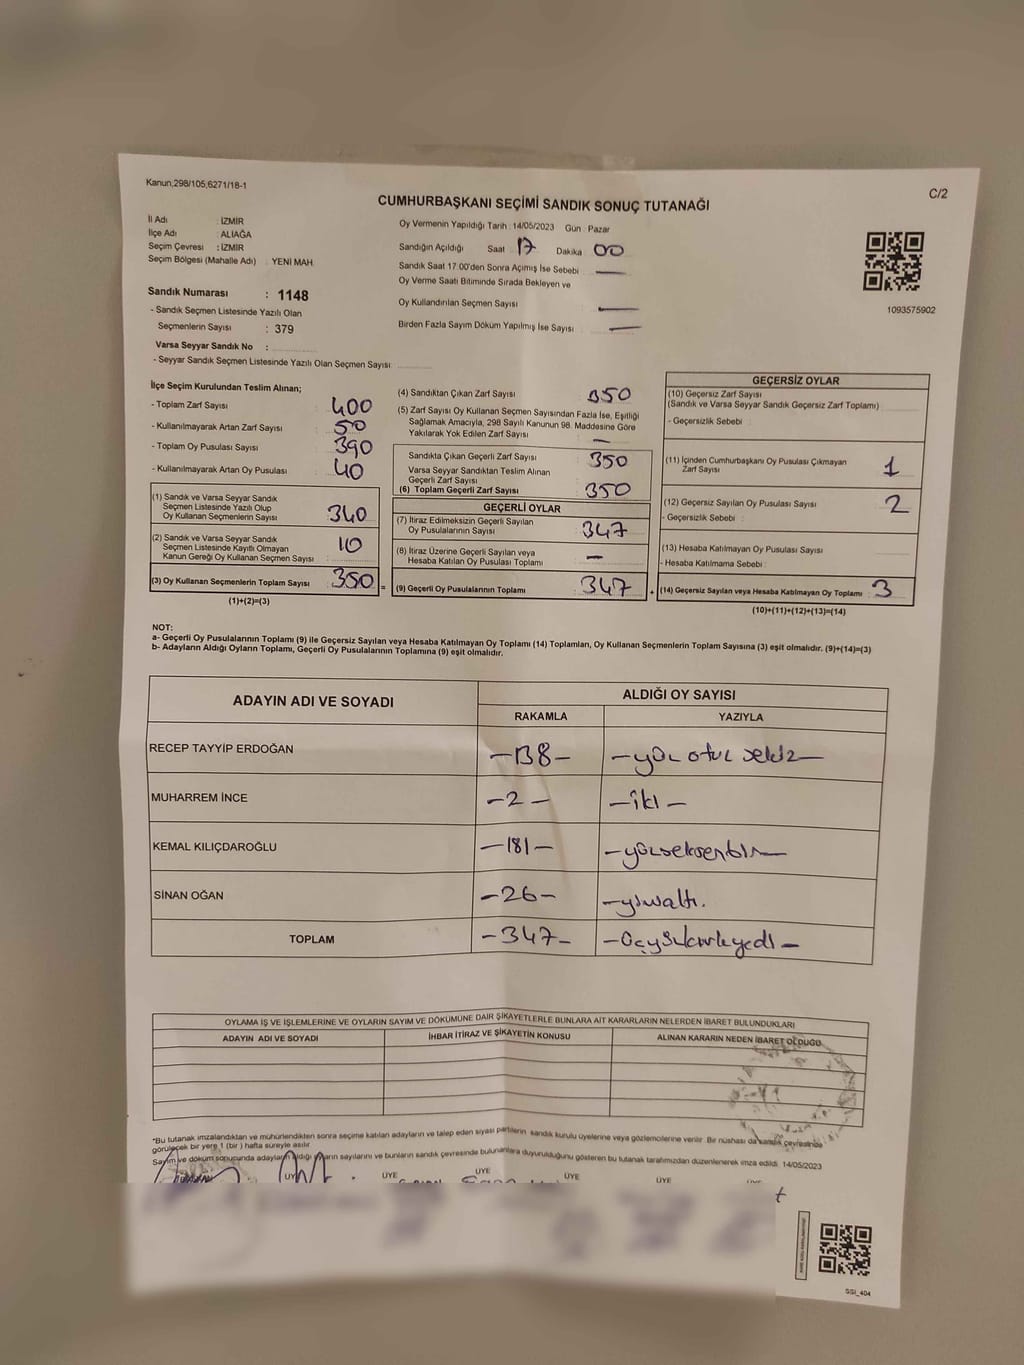 Kanun;298/105;6271/18-1
C/2
CUMHURBAŞKANI SEÇİMİ SANDIK SONUÇ TUTANAĞI
İl Adı : İZMİR
İlçe Adı : ALİAĞA
Seçim Çevresi : İZMİR
Seçim Bölgesi (Mahalle Adı) : YENİ MAH.
Sandık Numarası : 1148
- Sandık Seçmen Listesinde Yazılı Olan
Seçmenlerin Sayısı : 379
Varsa Seyyar Sandık No :
- Seyyar Sandık Seçmen Listesinde Yazılı Olan Seçmen Sayısı:
Oy Vermenin Yapıldığı Tarih : 14/05/2023 Gün : Pazar
Sandığın Açıldığı Saat : 17 Dakika : 00
Sandık Saat 17:00'den Sonra Açımış İse Sebebi : —
Oy Verme Saati Bitiminde Sırada Bekleyen ve
Oy Kullandırılan Seçmen Sayısı : —
Birden Fazla Sayım Döküm Yapılmış İse Sayısı : —
1093575902
İlçe Seçim Kurulundan Teslim Alınan;
- Toplam Zarf Sayısı : 400
- Kullanılmayarak Artan Zarf Sayısı : 50
- Toplam Oy Pusulası Sayısı : 390
- Kullanılmayarak Artan Oy Pusulası : 40
(1) Sandık ve Varsa Seyyar Sandık
Seçmen Listesinde Yazılı Olup
Oy Kullanan Seçmenlerin Sayısı : 340
(2) Sandık ve Varsa Seyyar Sandık
Seçmen Listesinde Kayıtlı Olmayan
Kanun Gereği Oy Kullanan Seçmen Sayısı : 10
(3) Oy Kullanan Seçmenlerin Toplam Sayısı : 350 =
(1)+(2)=(3)
(4) Sandıktan Çıkan Zarf Sayısı : 350
(5) Zarf Sayısı Oy Kullanan Seçmen Sayısından Fazla İse, Eşitliği
Sağlamak Amacıyla, 298 Sayılı Kanunun 98. Maddesine Göre
Yakılarak Yok Edilen Zarf Sayısı : —
Sandıkta Çıkan Geçerli Zarf Sayısı : 350
Varsa Seyyar Sandıktan Teslim Alınan
Geçerli Zarf Sayısı :
(6) Toplam Geçerli Zarf Sayısı : 350
GEÇERLİ OYLAR
(7) İtiraz Edilmeksizin Geçerli Sayılan
Oy Pusulalarının Sayısı : 347
(8) İtiraz Üzerine Geçerli Sayılan veya
Hesaba Katılan Oy Pusulası Toplamı : —
(9) Geçerli Oy Pusulalarının Toplamı : 347 +
GEÇERSİZ OYLAR
(10) Geçersiz Zarf Sayısı
(Sandık ve Varsa Seyyar Sandık Geçersiz Zarf Toplamı) :
- Geçersizlik Sebebi :
(11) İçinden Cumhurbaşkanı Oy Pusulası Çıkmayan
Zarf Sayısı : 1
(12) Geçersiz Sayılan Oy Pusulası Sayısı : 2
- Geçersizlik Sebebi :
(13) Hesaba Katılmayan Oy Pusulası Sayısı :
- Hesaba Katılmama Sebebi :
(14) Geçersiz Sayılan veya Hesaba Katılmayan Oy Toplamı : 3
(10)+(11)+(12)+(13)=(14)
NOT:
a- Geçerli Oy Pusulalarının Toplamı (9) ile Geçersiz Sayılan veya Hesaba Katılmayan Oy Toplamı (14) Toplamları, Oy Kullanan Seçmenlerin Toplam Sayısına (3) eşit olmalıdır. (9)+(14)=(3)
b- Adayların Aldığı Oyların Toplamı, Geçerli Oy Pusulalarının Toplamına (9) eşit olmalıdır.
ADAYIN ADI VE SOYADI ALDIĞI OY SAYISI
RAKAMLA YAZIYLA
RECEP TAYYİP ERDOĞAN -138- -yüz otuz sekiz-
MUHARREM İNCE -2- -iki-
KEMAL KILIÇDAROĞLU -181- -yüzseksenbir-
SİNAN OĞAN -26- -yirmialtı.
TOPLAM -347- -üçyüzkırkyedi-
OYLAMA İŞ VE İŞLEMLERİNE VE OYLARIN SAYIM VE DÖKÜMÜNE DAİR ŞİKAYETLERLE BUNLARA AİT KARARLARIN NELERDEN İBARET BULUNDUKLARI
ADAYIN ADI VE SOYADI İHBAR İTİRAZ VE ŞİKAYETİN KONUSU ALINAN KARARIN NEDEN İBARET OLDUĞU
*Bu tutanak imzalandıktan ve mühürlendikten sonra seçime katılan adayların ve talep eden siyasi partilerin sandık kurulu üyelerine veya gözlemcilerine verilir. Bir nüshası da sandık çevresinde
görülecek bir yere 1 (bir) hafta süreyle asılır.
Sayım ve döküm sonucunda adayların aldığı oyların sayılarını ve bunların sandık çevresinde bulunanlara duyurulduğunu gösteren bu tutanak tarafımızdan düzenlenerek imza edildi. 14/05/2023
ÜYE ÜYE ÜYE ÜYE ÜYE ÜYE
SSI_404